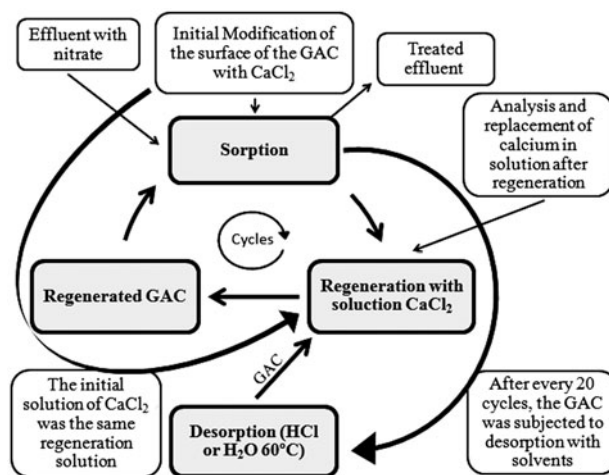 Effluent with
nitrate
Initial Modification of
the surface of the GAC
with CaCl₂
Treated
effluent
Analysis and
replacement of
calcium in
solution after
regeneration
Sorption
Cycles
Regenerated GAC
Regeneration with
soluction CaCl₂
The initial
solution of CaCl₂
was the same
regeneration
solution
GAC
Desorption (HCl
or H₂O 60°C)
After every 20
cycles, the GAC
was subjected to
desorption with
solvents